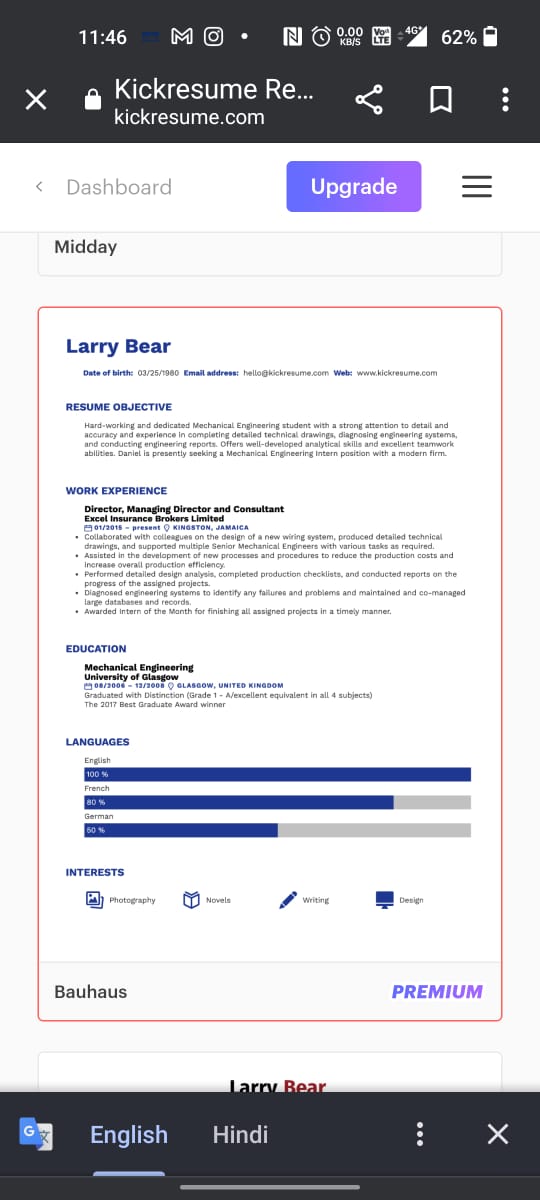 11:46 0.00 KB/S Vo LTE 4G+ 62%
Kickresume Re...
kickresume.com
Dashboard Upgrade
Midday
Larry Bear
Date of birth: 03/25/1980 Email address: hello@kickresume.com Web: www.kickresume.com
RESUME OBJECTIVE
Hard-working and dedicated Mechanical Engineering student with a strong attention to detail and
accuracy and experience in completing detailed technical drawings, diagnosing engineering systems,
and conducting engineering reports. Offers well-developed analytical skills and excellent teamwork
abilities. Daniel is presently seeking a Mechanical Engineering Intern position with a modern firm.
WORK EXPERIENCE
Director, Managing Director and Consultant
Excel Insurance Brokers Limited
01/2015 – present KINGSTON, JAMAICA
• Collaborated with colleagues on the design of a new wiring system, produced detailed technical
drawings, and supported multiple Senior Mechanical Engineers with various tasks as required.
• Assisted in the development of new processes and procedures to reduce the production costs and
increase overall production efficiency.
• Performed detailed design analysis, completed production checklists, and conducted reports on the
progress of the assigned projects.
• Diagnosed engineering systems to identify any failures and problems and maintained and co-managed
large databases and records.
• Awarded Intern of the Month for finishing all assigned projects in a timely manner.
EDUCATION
Mechanical Engineering
University of Glasgow
08/2006 – 12/2008 GLASGOW, UNITED KINGDOM
Graduated with Distinction (Grade 1 - A/excellent equivalent in all 4 subjects)
The 2017 Best Graduate Award winner
LANGUAGES
English
100 %
French
80 %
German
50 %
INTERESTS
Photography Novels Writing Design
Bauhaus PREMIUM
Larry Bear
English Hindi